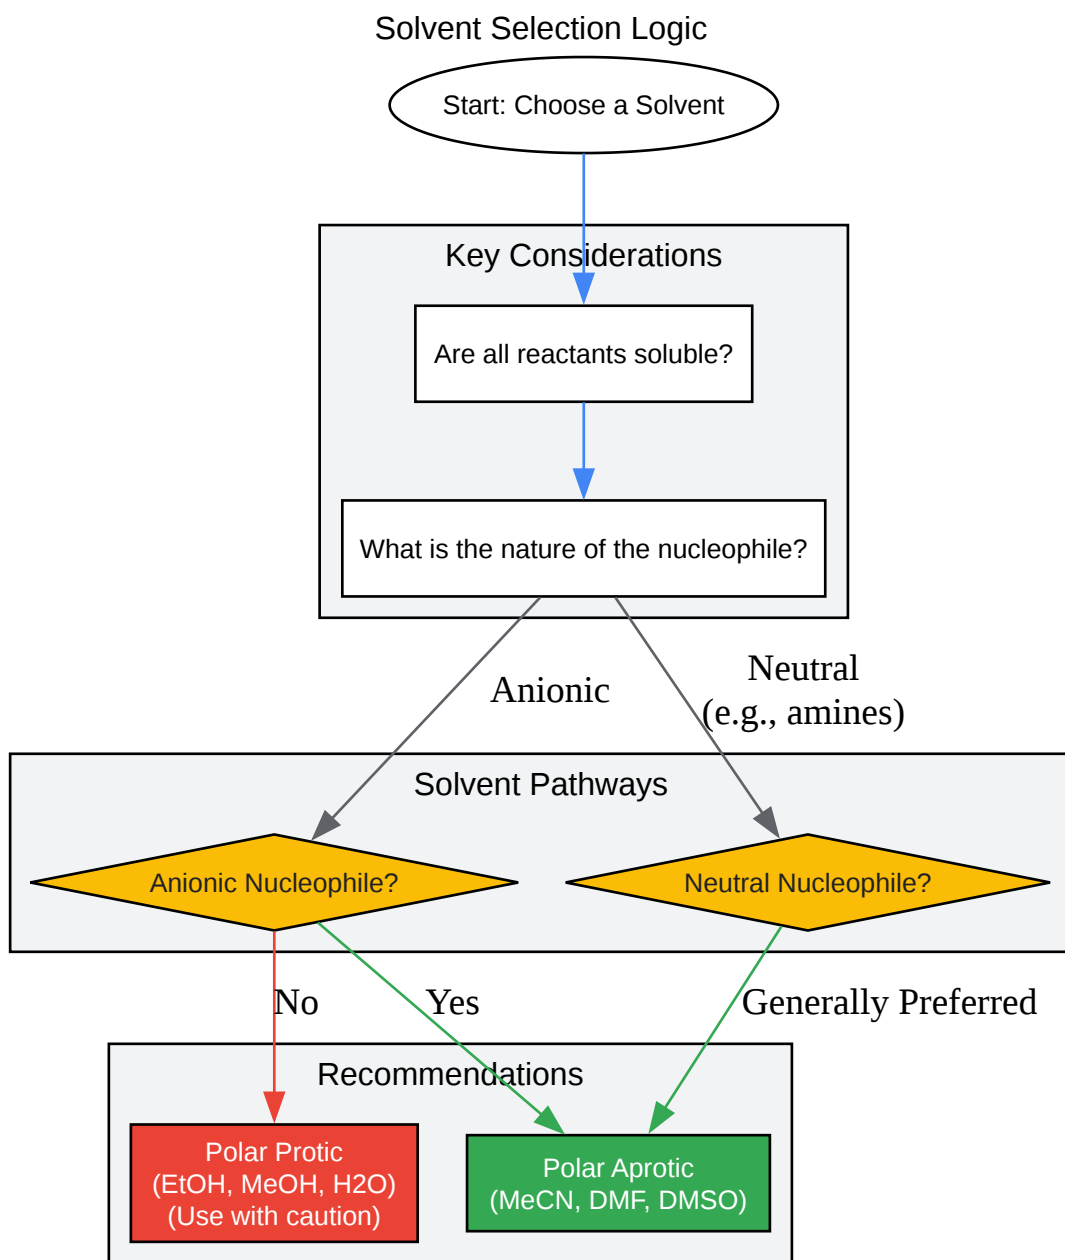 Solvent Selection Logic
Start: Choose a Solvent
Key Considerations
Are all reactants soluble?
What is the nature of the nucleophile?
Anionic
Neutral
(e.g., amines)
Solvent Pathways
Anionic Nucleophile?
Neutral Nucleophile?
No
Yes
Generally Preferred
Recommendations
Polar Protic
(EtOH, MeOH, H2O)
(Use with caution)
Polar Aprotic
(MeCN, DMF, DMSO)